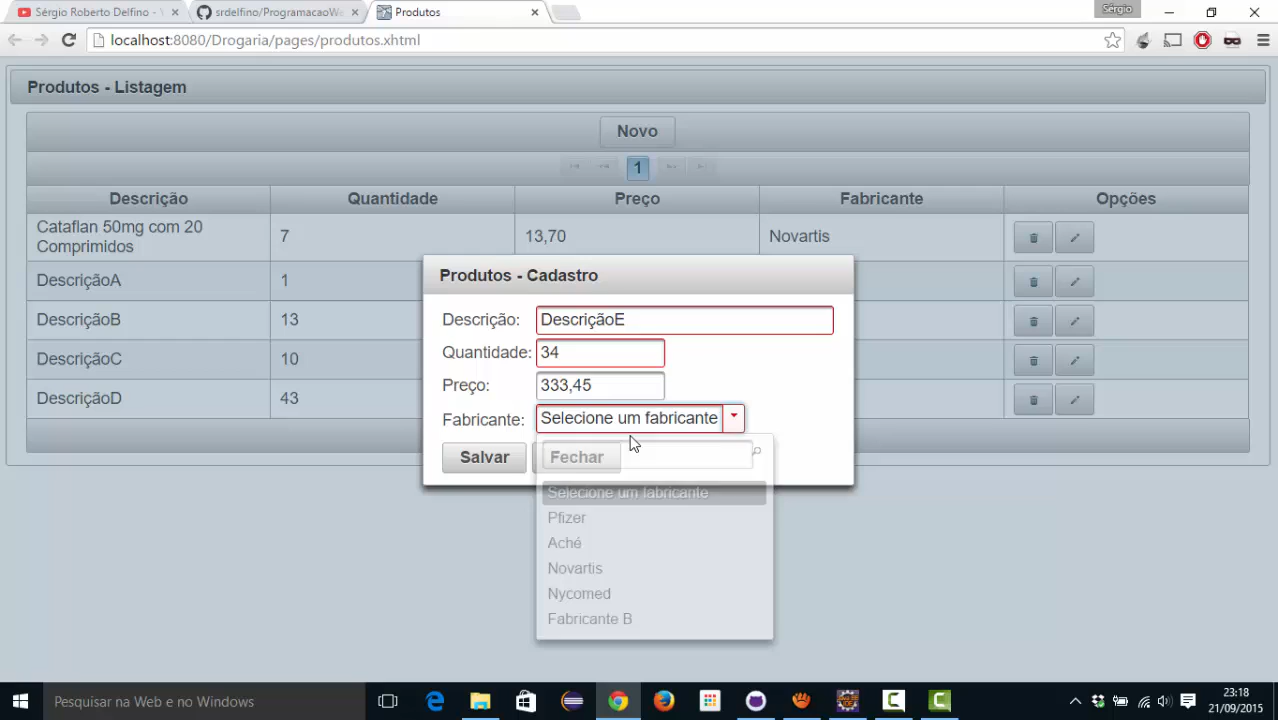 Sérgio Roberto Delfino - Y
srdelfino/ProgramacaoWe
Produtos
Sérgio
localhost:8080/Drogaria/pages/produtos.xhtml
Produtos - Listagem
Novo
1
Descrição Quantidade Preço Fabricante Opções
Cataflan 50mg com 20
Comprimidos
7 13,70 Novartis
DescriçãoA 1
DescriçãoB 13
DescriçãoC 10
DescriçãoD 43
Produtos - Cadastro
Descrição: DescriçãoE
Quantidade: 34
Preço: 333,45
Fabricante: Selecione um fabricante
Salvar Fechar
Selecione um fabricante
Pfizer
Aché
Novartis
Nycomed
Fabricante B
Pesquisar na Web e no Windows
23:18
21/09/2015